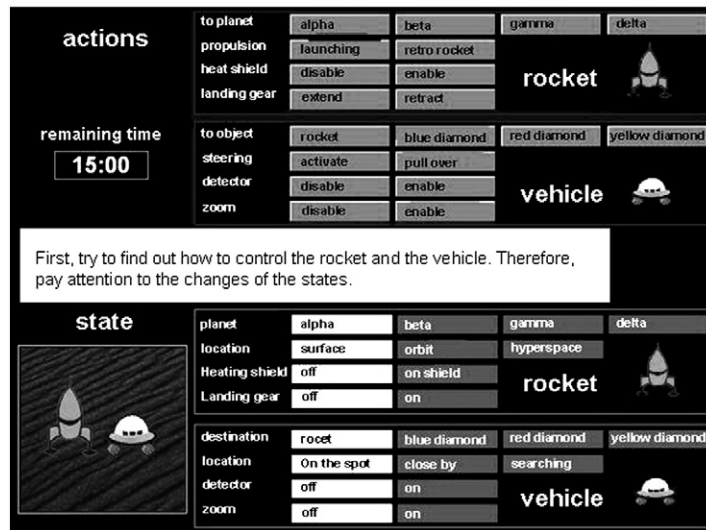 actions
to planet alpha beta gamma delta
propulsion launching retro rocket
heat shield disable enable
landing gear extend retract
rocket
remaining time
15:00
to object rocket blue diamond red diamond yellow diamond
steering activate pull over
detector disable enable
zoom disable enable
vehicle
First, try to find out how to control the rocket and the vehicle. Therefore,
pay attention to the changes of the states.
state
planet alpha beta gamma delta
location surface orbit hyperspace
Heating shield off on shield
Landing gear off on
rocket
destination rocet blue diamond red diamond yellow diamond
location On the spot close by searching
detector off on
zoom off on
vehicle